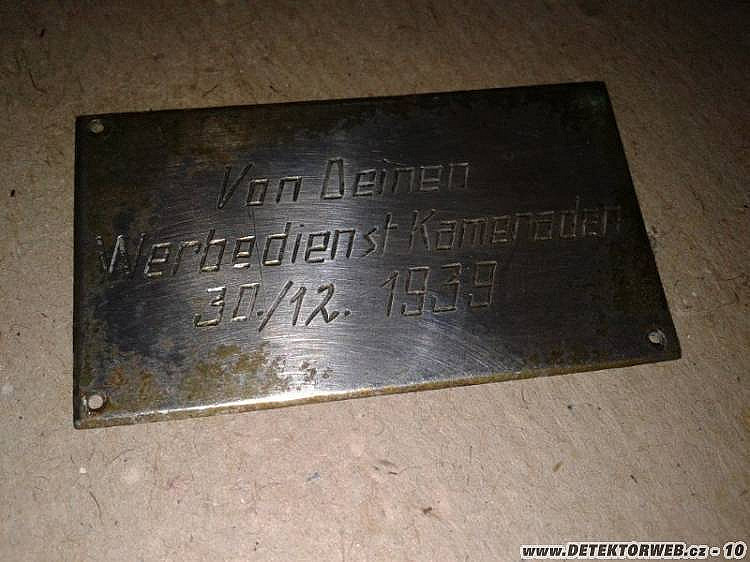 Von Deinen
Werbedienst Kameraden
30./12. 1939
www.DETEKTORWEB.cz - 10